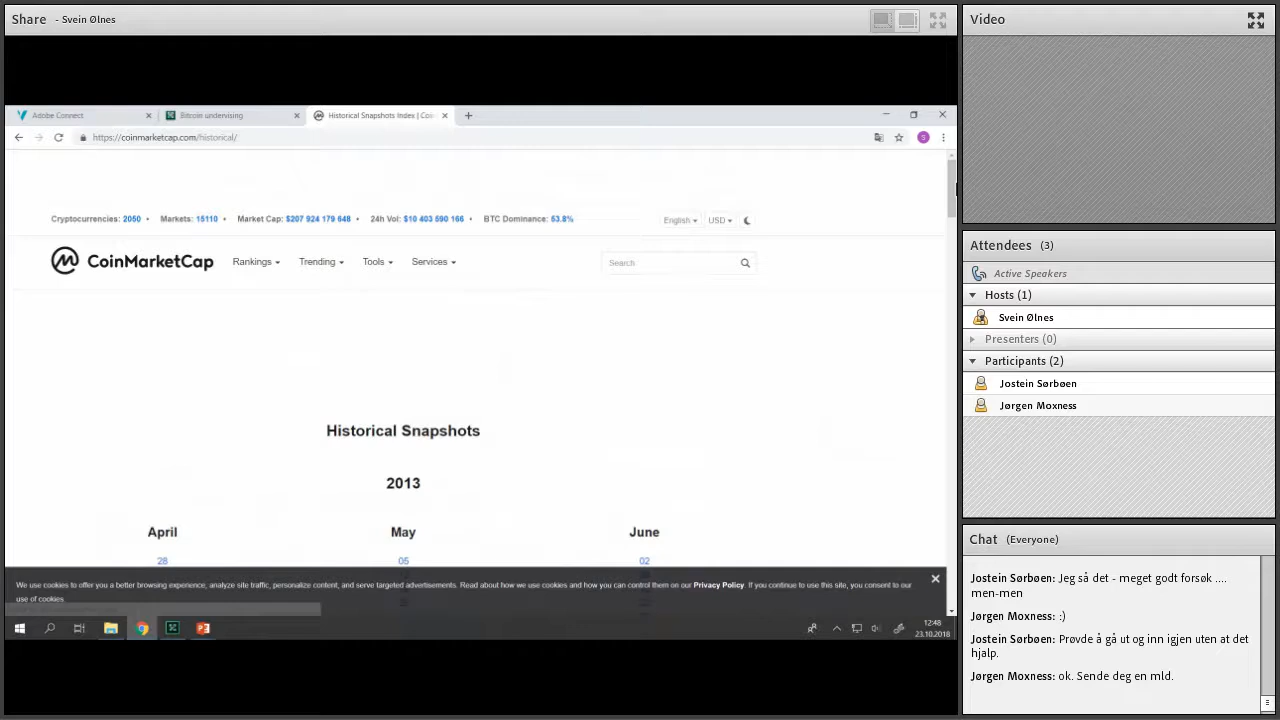 Share - Svein Ølnes
Adobe Connect
Bitcoin undervising
Historical Snapshots Index | Coin
https://coinmarketcap.com/historical/
S
Cryptocurrencies: 2050 • Markets: 15110 • Market Cap: $207 924 179 648 • 24h Vol: $10 403 590 166 • BTC Dominance: 53.8%
English USD
CoinMarketCap
Rankings Trending Tools Services
Search
Historical Snapshots
2013
April May June
28 05 02
We use cookies to offer you a better browsing experience, analyze site traffic, personalize content, and serve targeted advertisements. Read about how we use cookies and how you can control them on our Privacy Policy. If you continue to use this site, you consent to our
use of cookies
12:48
23.10.2018
Video
Attendees (3)
Active Speakers
Hosts (1)
Svein Ølnes
Presenters (0)
Participants (2)
Jostein Sørbøen
Jørgen Moxness
Chat (Everyone)
Jostein Sørbøen: Jeg så det - meget godt forsøk ....
men-men
Jørgen Moxness: :)
Jostein Sørbøen: Prøvde å gå ut og inn igjen uten at det
hjalp.
Jørgen Moxness: ok. Sende deg en mld.